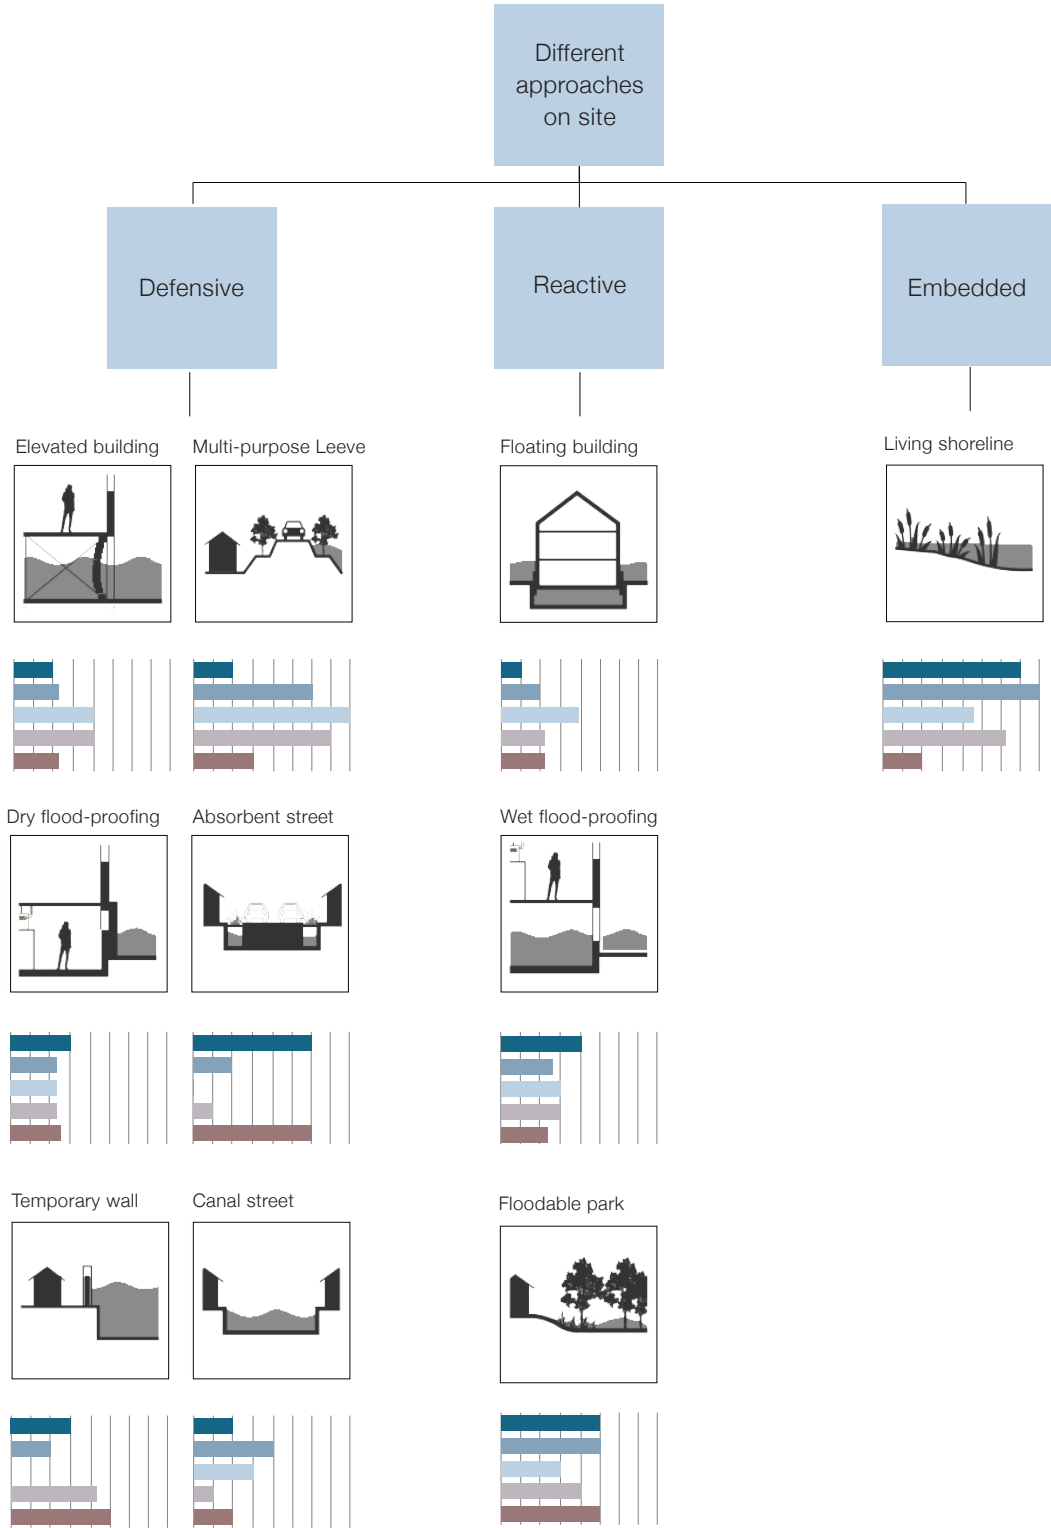 Different
approaches
on site
Defensive
Reactive
Embedded
Elevated building
Multi-purpose Leeve
Floating building
Living shoreline
Dry flood-proofing
Absorbent street
Wet flood-proofing
Temporary wall
Canal street
Floodable park